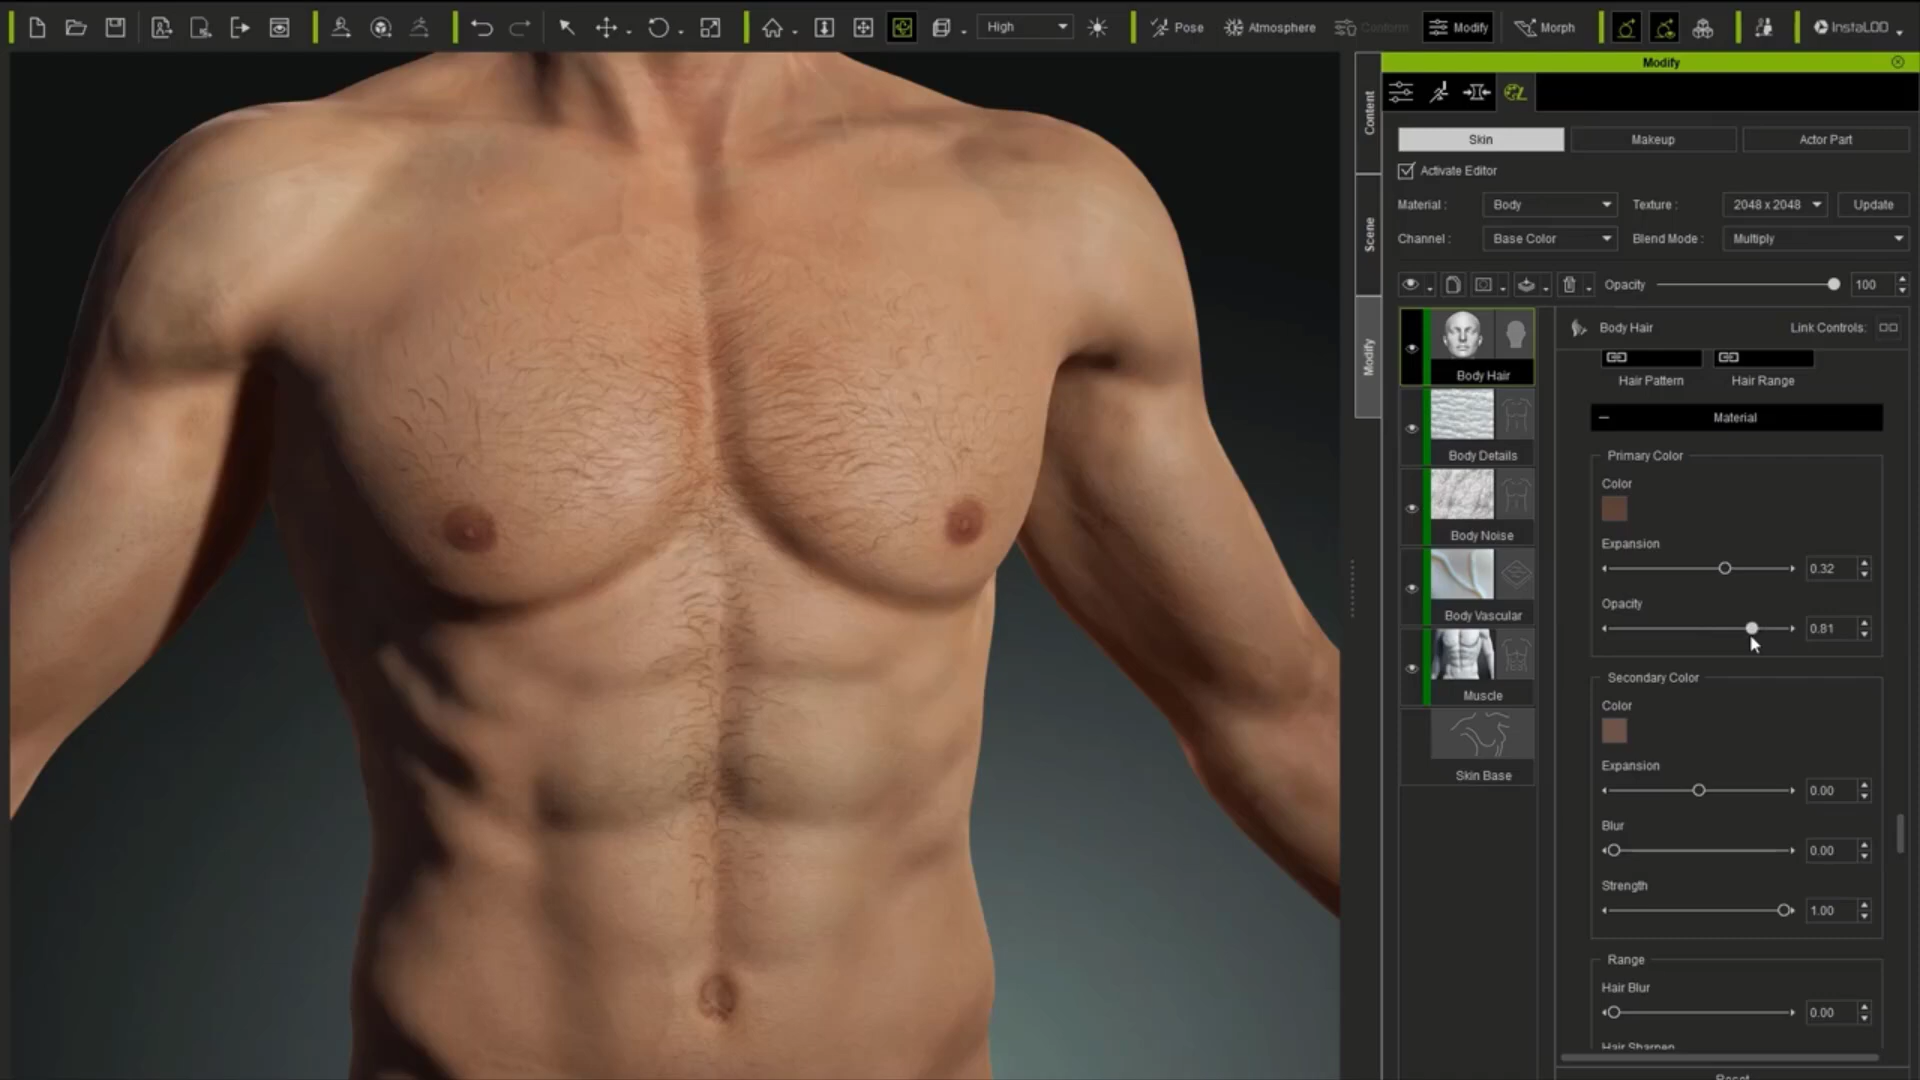 High
Pose
Atmosphere
Conform
Modify
Morph
InstaLOD
Modify
Content
Scene
Modify
Skin
Makeup
Actor Part
Activate Editor
Material :
Body
Texture :
2048 x 2048
Update
Channel :
Base Color
Blend Mode :
Multiply
Opacity
100
Body Hair
Link Controls:
Body Hair
Body Details
Body Noise
Body Vascular
Muscle
Skin Base
Hair Pattern
Hair Range
Material
Primary Color
Color
Expansion
0.32
Opacity
0.81
Secondary Color
Color
Expansion
0.00
Blur
0.00
Strength
1.00
Range
Hair Blur
0.00
Hair Sharpen
Reset